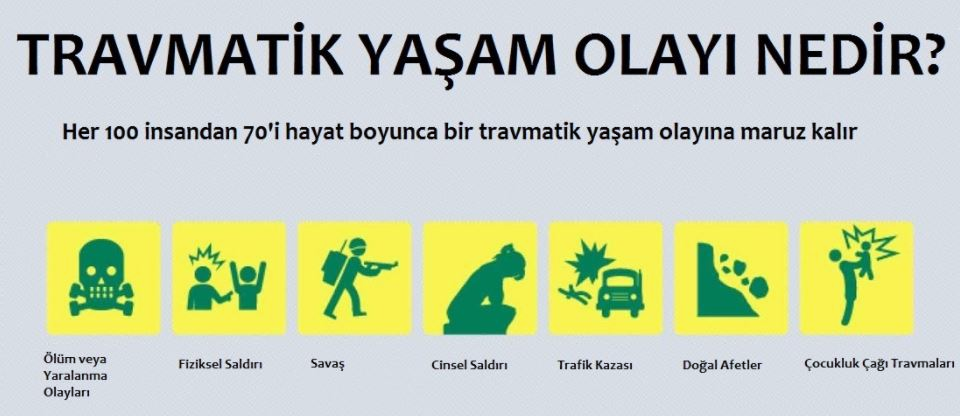 TRAVMATİK YAŞAM OLAYI NEDİR?
Her 100 insandan 70'i hayat boyunca bir travmatik yaşam olayına maruz kalır
Ölüm veya
Yaralanma
Olayları
Fiziksel Saldırı
Savaş
Cinsel Saldırı
Trafik Kazası
Doğal Afetler
Çocukluk Çağı Travmaları